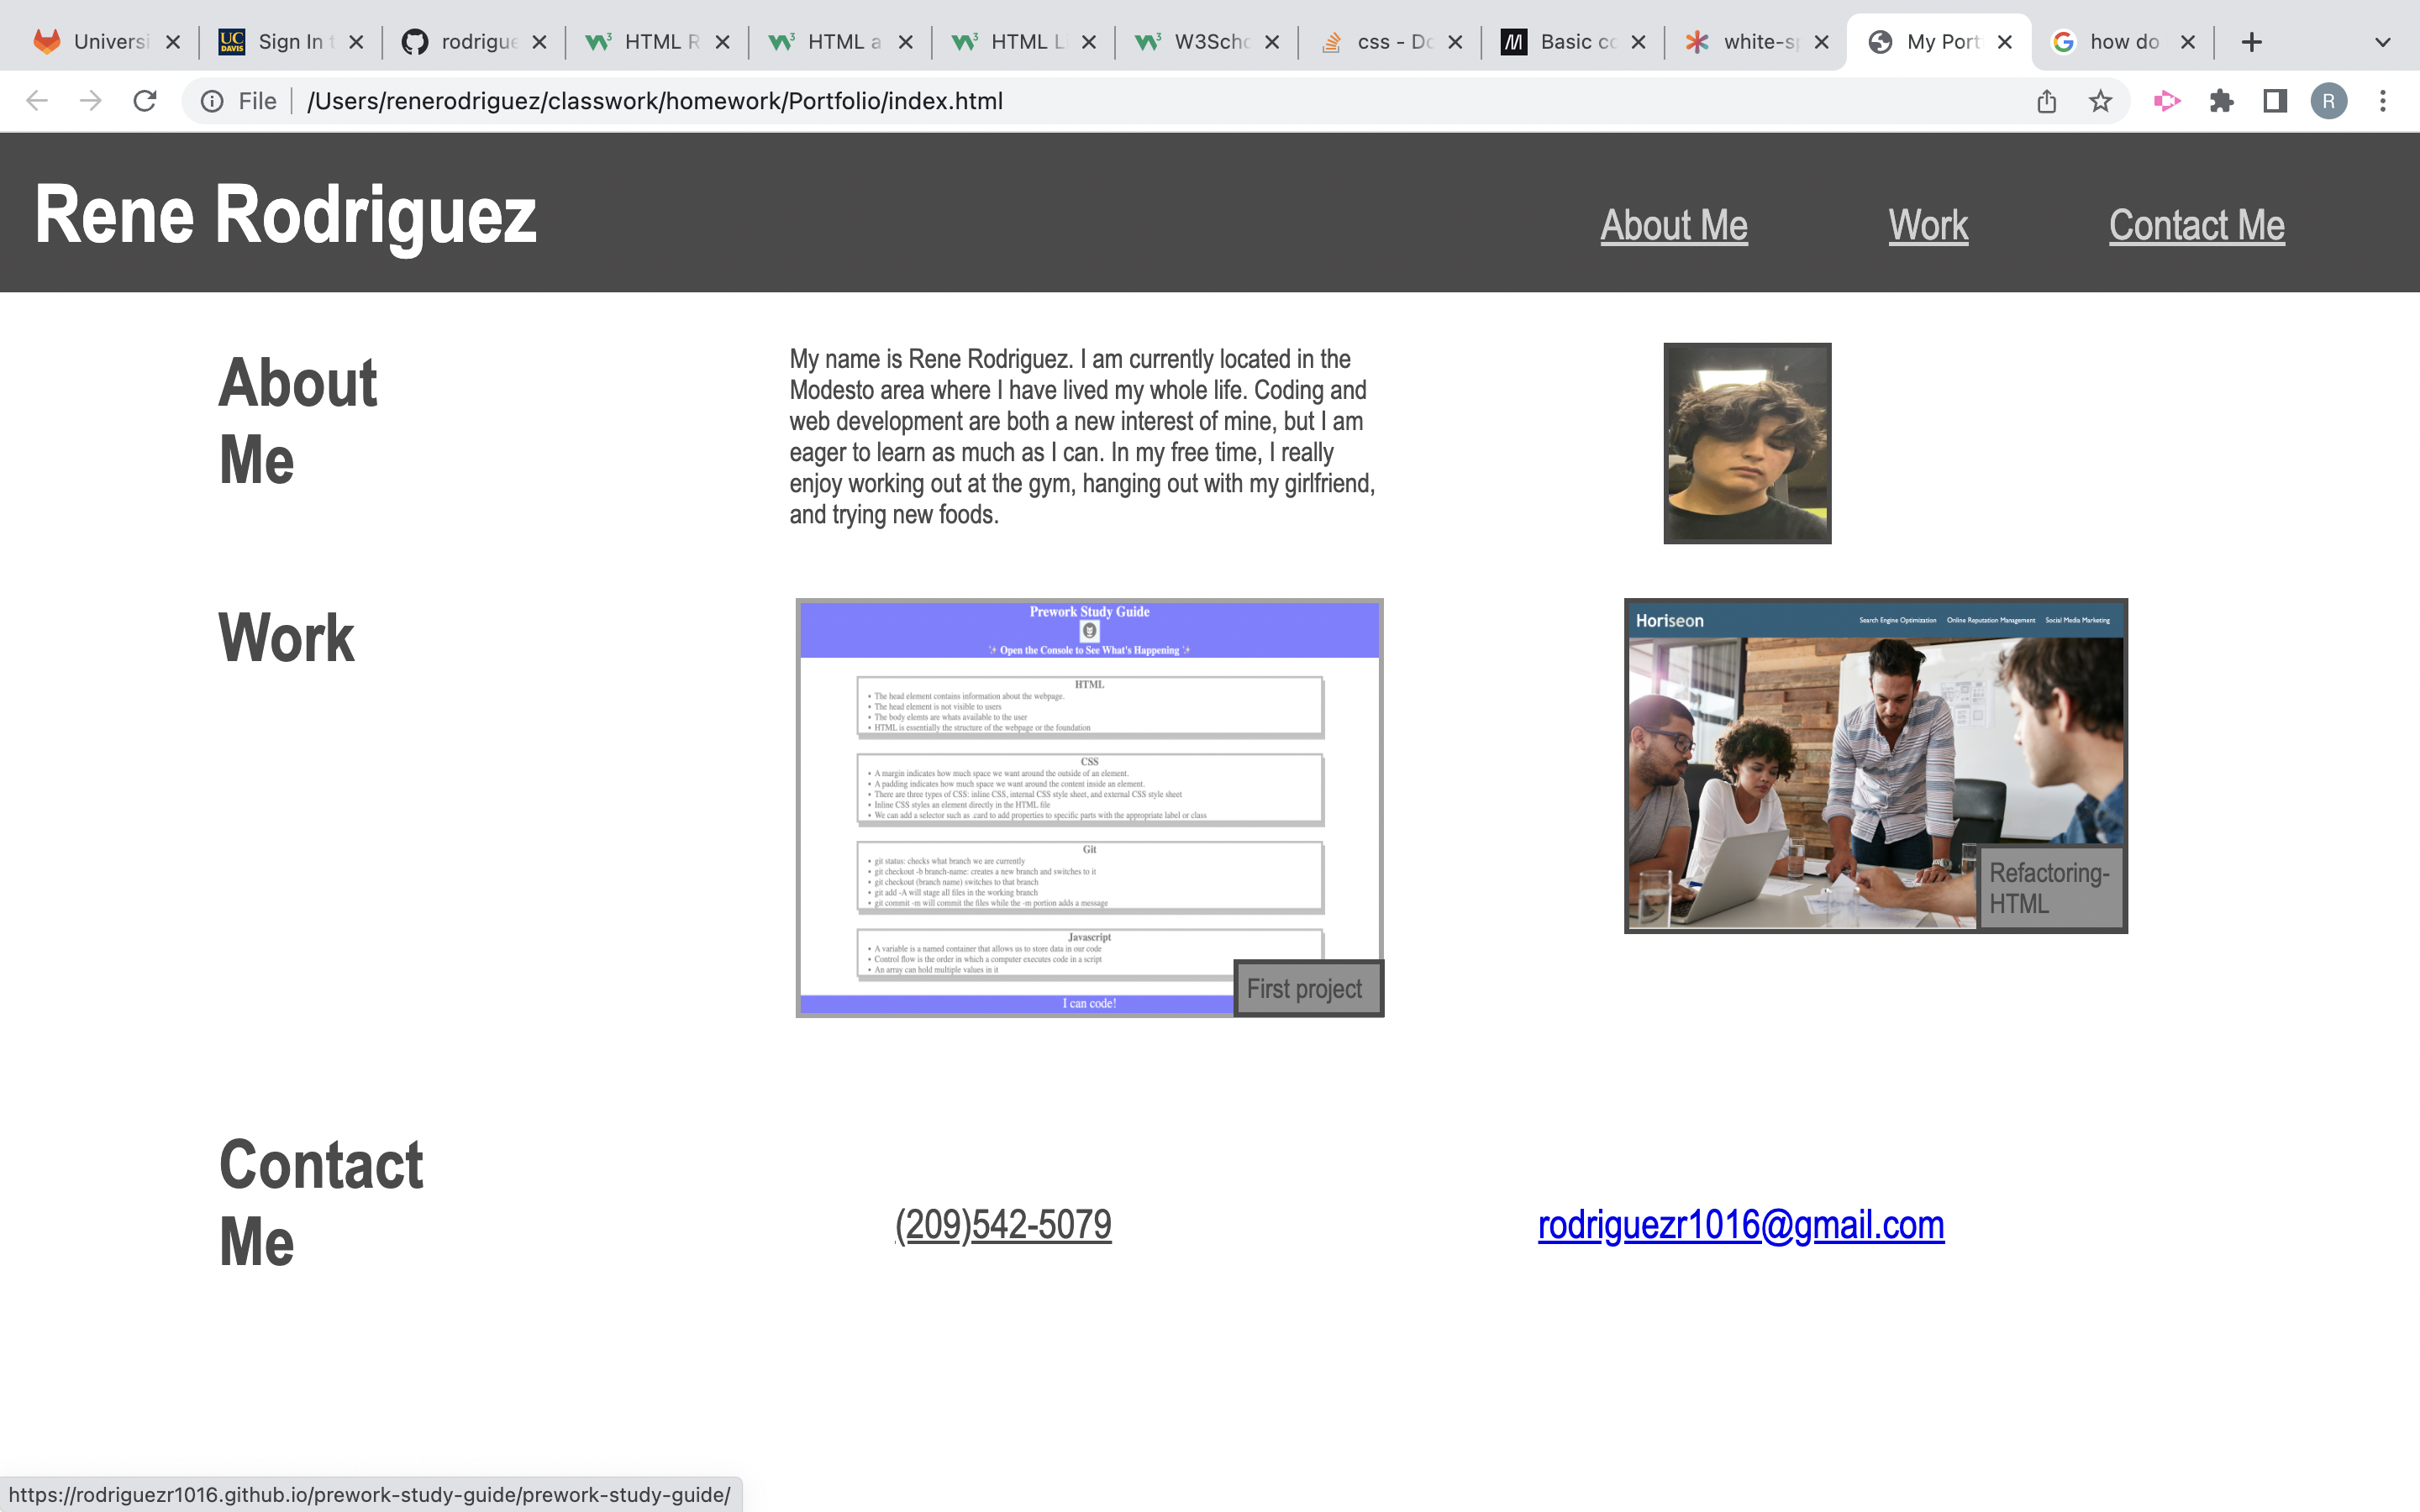 Universi
Sign In t
rodrigue
HTML R
HTML a
HTML Li
W3Scho
css - Do
Basic co
white-sp
My Port
how do
File
/Users/renerodriguez/classwork/homework/Portfolio/index.html
R
Rene Rodriguez
About Me
Work
Contact Me
About
Me
My name is Rene Rodriguez. I am currently located in the
Modesto area where I have lived my whole life. Coding and
web development are both a new interest of mine, but I am
eager to learn as much as I can. In my free time, I really
enjoy working out at the gym, hanging out with my girlfriend,
and trying new foods.
Work
Prework Study Guide
✨ Open the Console to See What's Happening ✨
HTML
• The head element contains information about the webpage.
• The head element is not visible to users
• The body elemts are whats available to the user
• HTML is essentially the structure of the webpage or the foundation
CSS
• A margin indicates how much space we want around the outside of an element.
• A padding indicates how much space we want around the content inside an element.
• There are three types of CSS: inline CSS, internal CSS style sheet, and external CSS style sheet
• Inline CSS styles an element directly in the HTML file
• We can add a selector such as .card to add properties to specific parts with the appropriate label or class
Git
• git status: checks what branch we are currently
• git checkout -b branch-name: creates a new branch and switches to it
• git checkout (branch name) switches to that branch
• git add -A will stage all files in the working branch
• git commit -m will commit the files while the -m portion adds a message
Javascript
• A variable is a named container that allows us to store data in our code
• Control flow is the order in which a computer executes code in a script
• An array can hold multiple values in it
I can code!
First project
Horiseon
Search Engine Optimization
Online Reputation Management
Social Media Marketing
Refactoring-
HTML
Contact
Me
(209)542-5079
rodriguezr1016@gmail.com
https://rodriguezr1016.github.io/prework-study-guide/prework-study-guide/